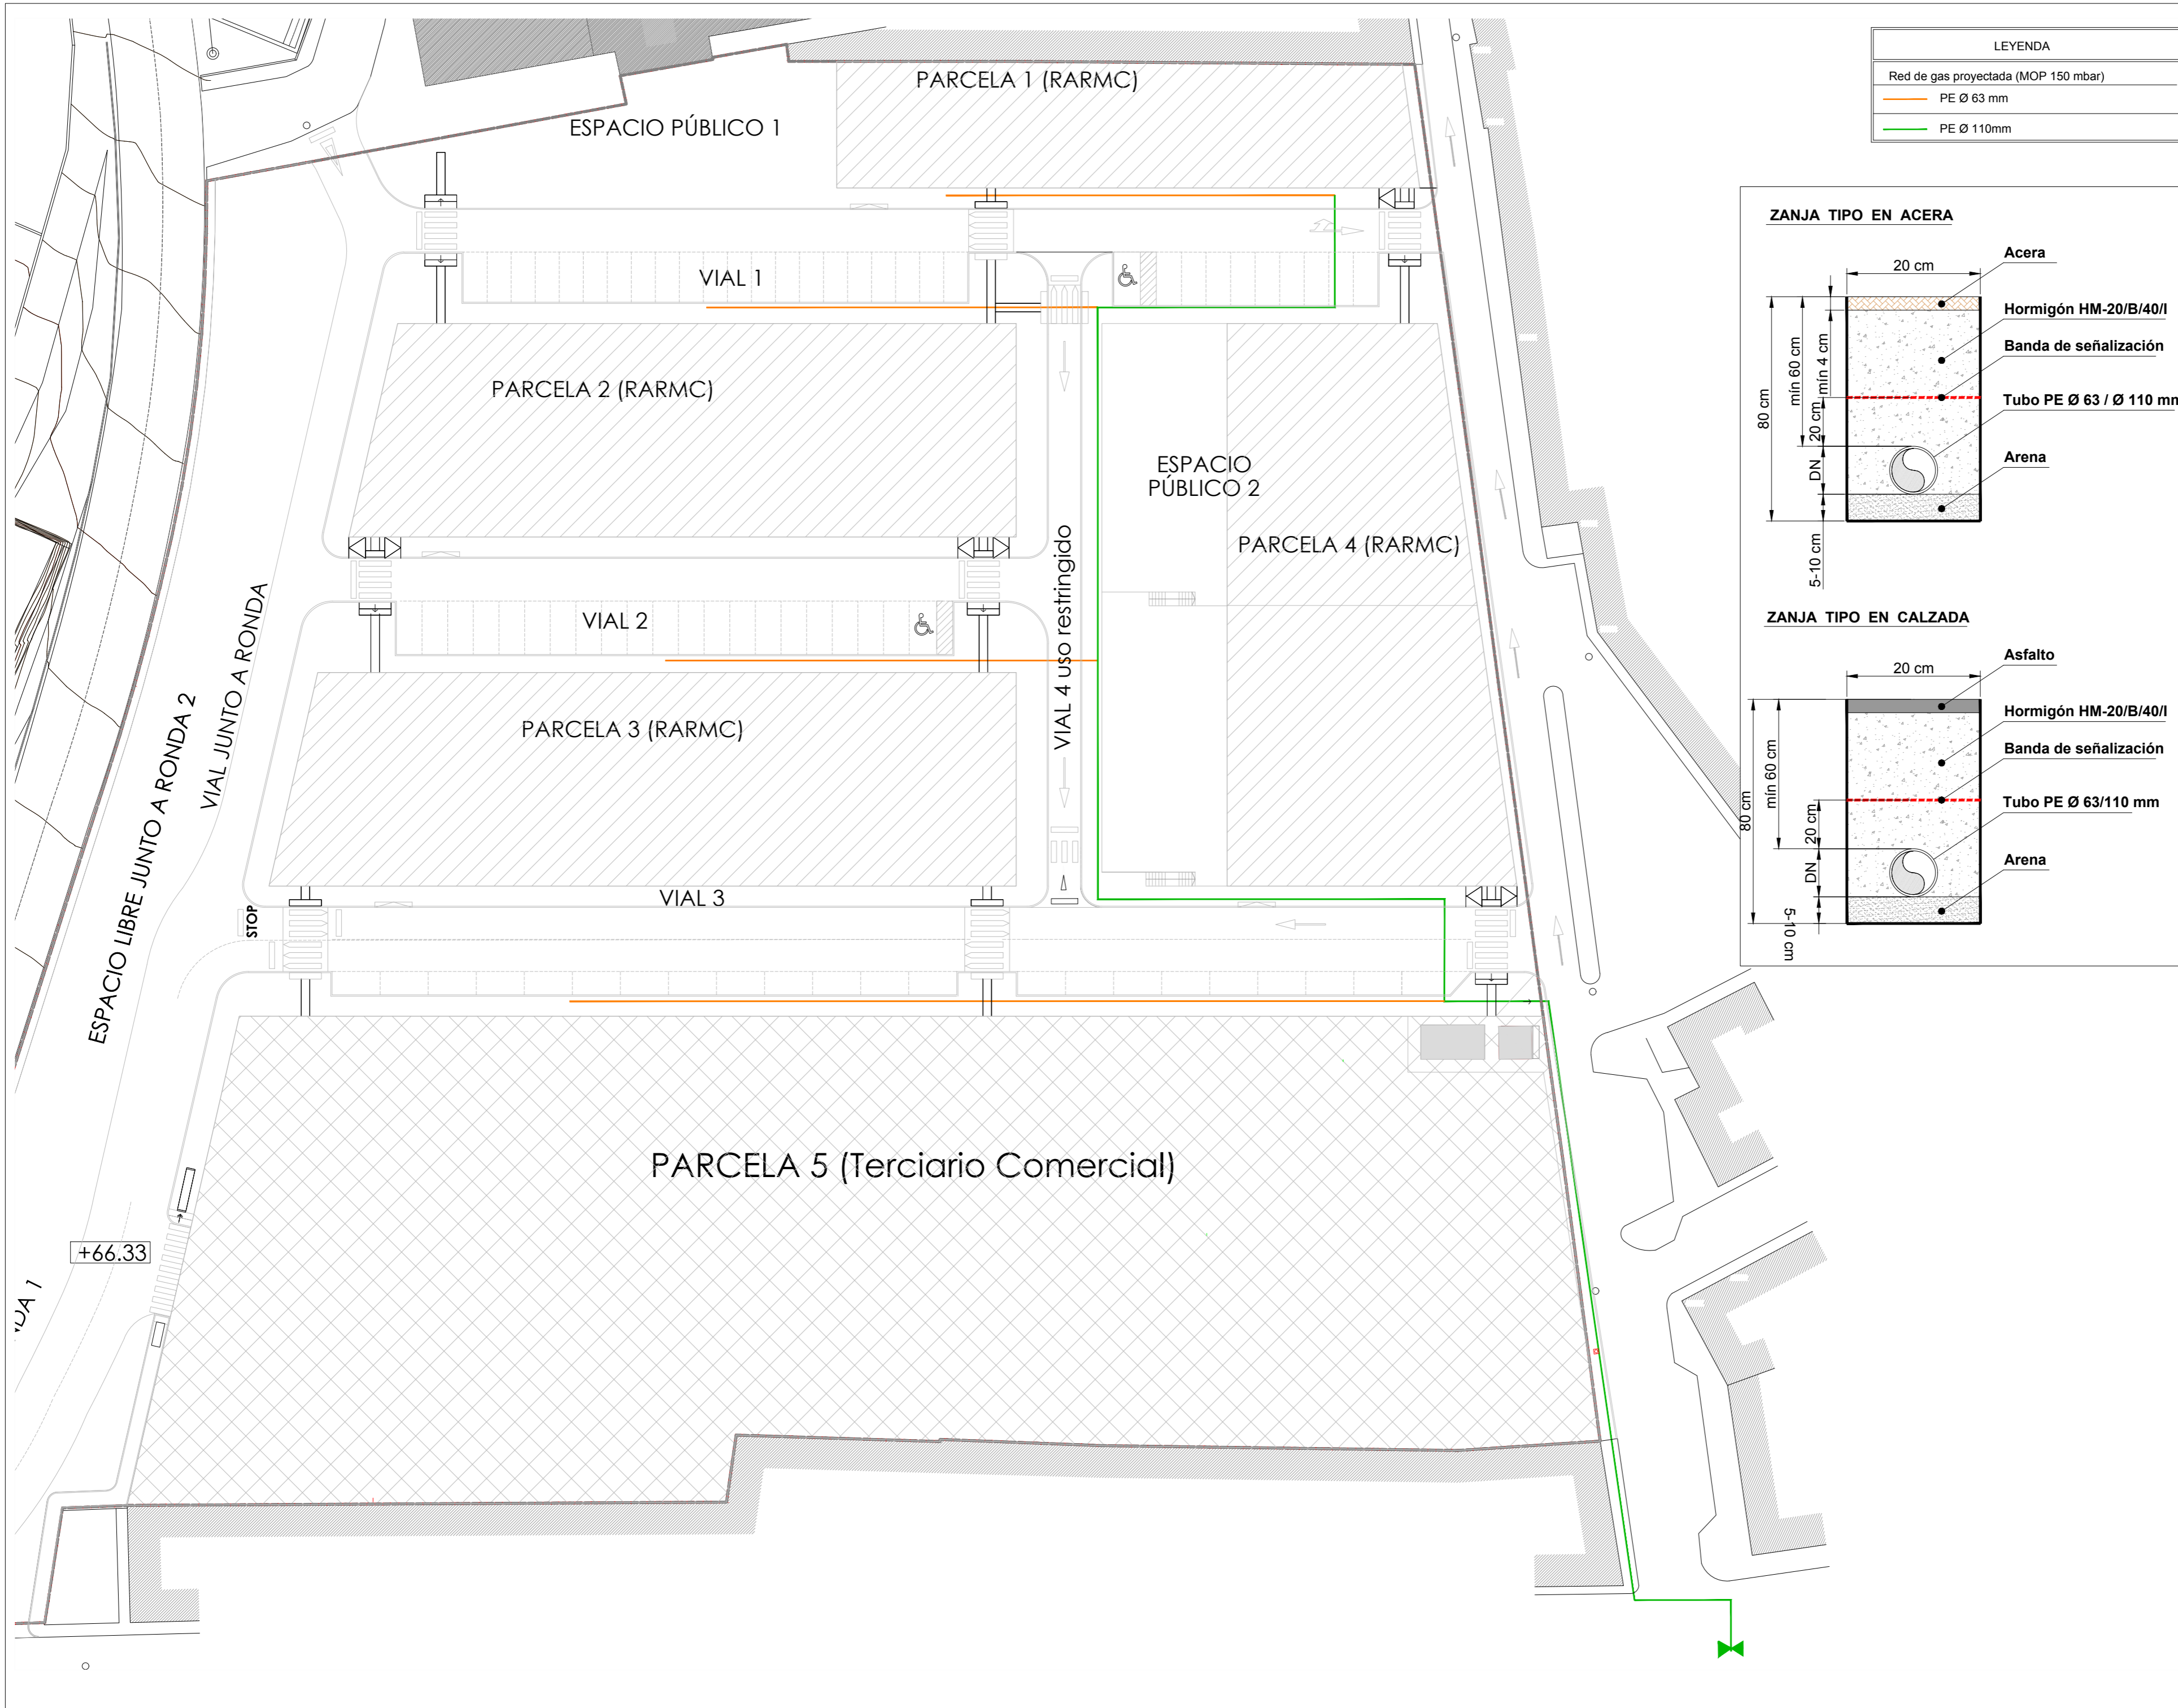 LEYENDA
Red de gas proyectada (MOP 150 mbar)
PE Ø 63 mm
PE Ø 110mm
PARCELA 1 (RARMC)
ESPACIO PÚBLICO 1
VIAL 1
PARCELA 2 (RARMC)
ESPACIO
PÚBLICO 2
PARCELA 4 (RARMC)
VIAL 4 uso restringido
VIAL 2
VIAL JUNTO A RONDA
ESPACIO LIBRE JUNTO A RONDA 2
PARCELA 3 (RARMC)
VIAL 3
STOP
PARCELA 5 (Terciario Comercial)
+66.33
NDA 1
ZANJA TIPO EN ACERA
20 cm
Acera
Hormigón HM-20/B/40/I
Banda de señalización
Tubo PE Ø 63 / Ø 110 mm
Arena
80 cm
mín 60 cm
mín 4 cm
20 cm
DN
5-10 cm
ZANJA TIPO EN CALZADA
20 cm
Asfalto
Hormigón HM-20/B/40/I
Banda de señalización
Tubo PE Ø 63/110 mm
Arena
80 cm
mín 60 cm
20 cm
DN
5-10 cm